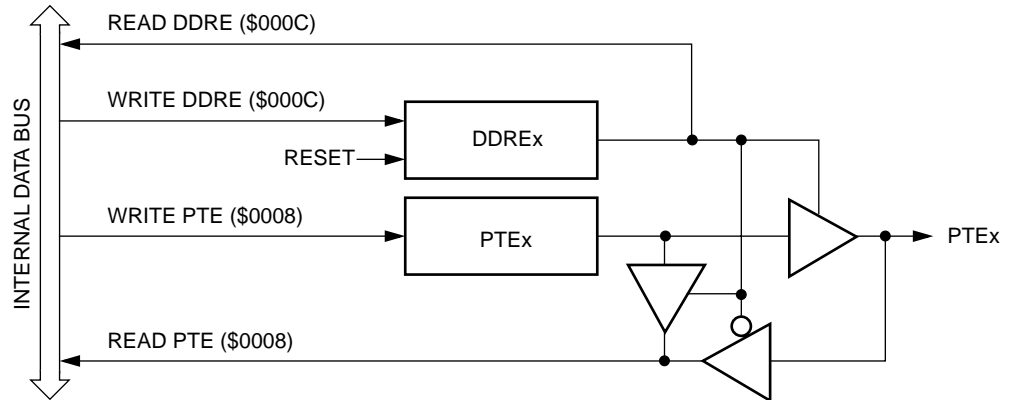 READ DDRE ($000C)
WRITE DDRE ($000C)
DDREx
RESET
WRITE PTE ($0008)
PTEx
PTEx
READ PTE ($0008)
INTERNAL DATA BUS